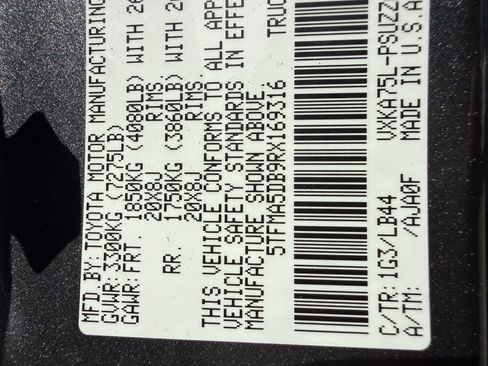 MFD BY: TOYOTA MOTOR MANUFACTURING
GVWR: 3300KG (7275LB)
GAWR: FRT. 1850KG (4080LB) WITH 26
20X8J RIMS.
RR. 1750KG (3860LB) WITH 26
20X8J RIMS.
THIS VEHICLE CONFORMS TO ALL APP
VEHICLE SAFETY STANDARDS IN EFFE
MANUFACTURE SHOWN ABOVE.
5TFMA5DB9RX169316 TRUC
C/TR: 1G3/LB44 VXKA75L-PSUZZ
A/TM: /AJA0F MADE IN U.S.A